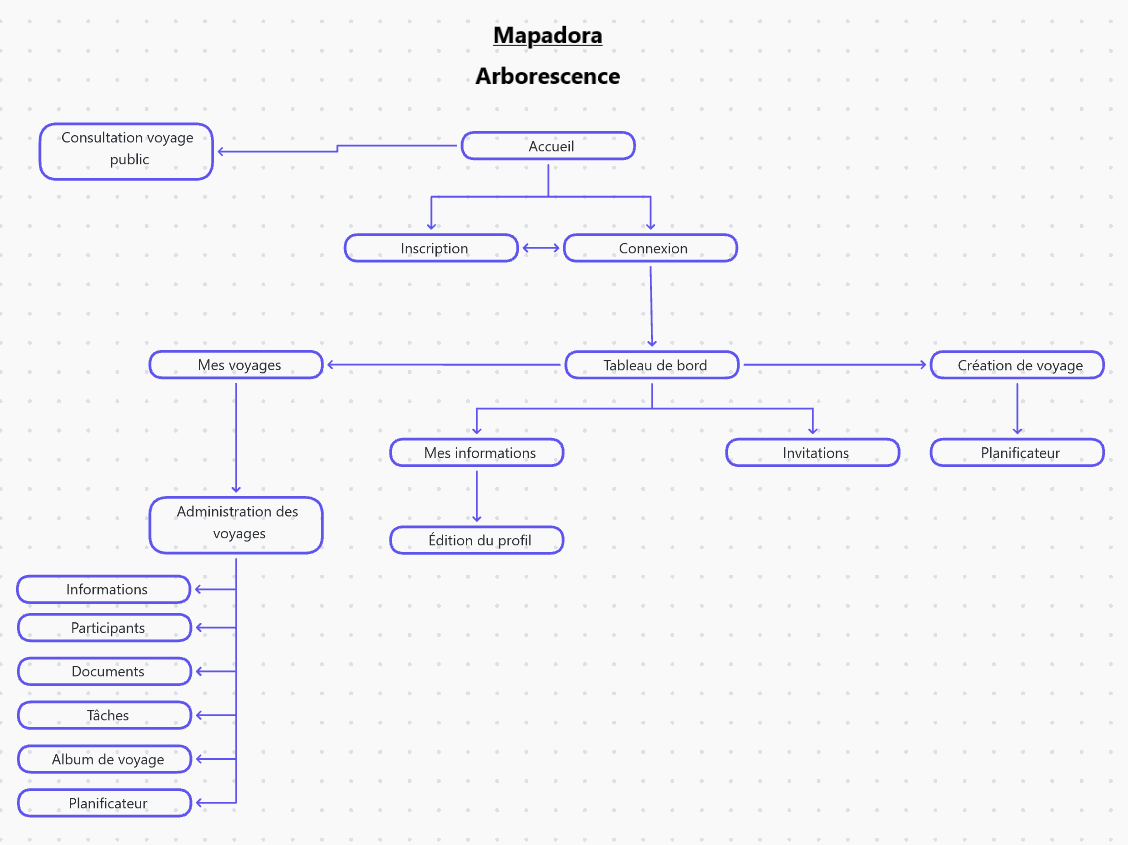 Mapadora
Arborescence
Consultation voyage
public
Accueil
Inscription
Connexion
Mes voyages
Tableau de bord
Création de voyage
Mes informations
Invitations
Planificateur
Administration des
voyages
Édition du profil
Informations
Participants
Documents
Tâches
Album de voyage
Planificateur